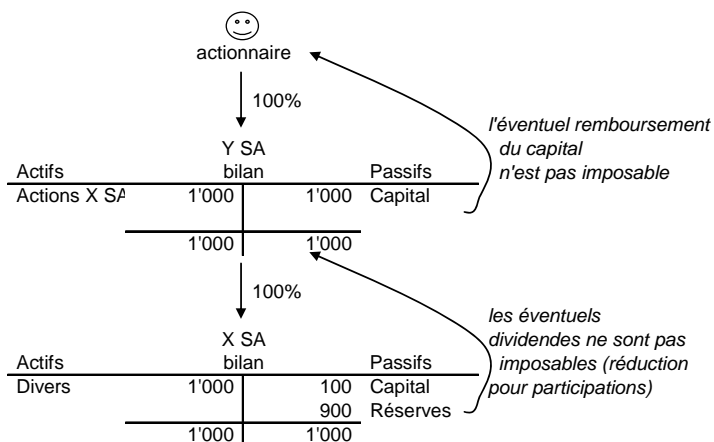 actionnaire
100%
l'éventuel remboursement
du capital
n'est pas imposable
Y SA
Actifs bilan Passifs
Actions X SA 1'000 1'000 Capital
1'000 1'000
100%
les éventuels
dividendes ne sont pas
imposables (réduction
pour participations)
X SA
Actifs bilan Passifs
Divers 1'000 100 Capital
900 Réserves
1'000 1'000